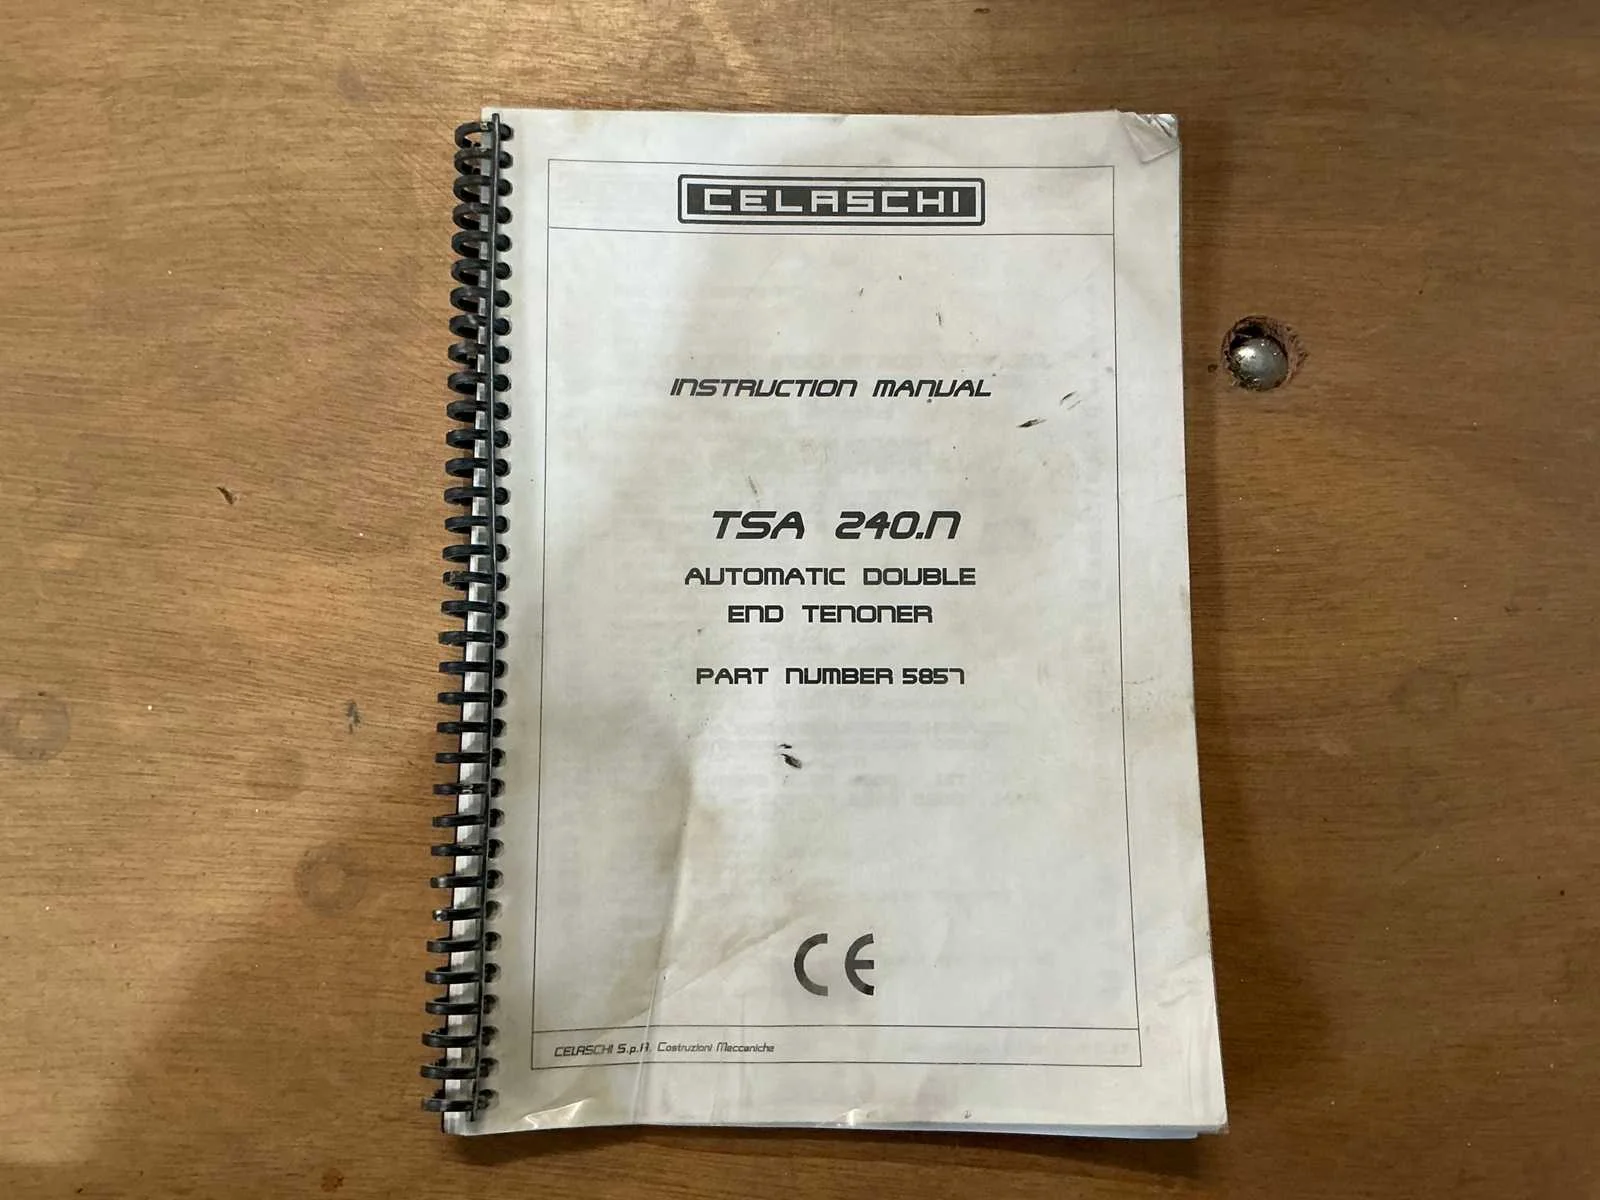 CELASCHI
INSTRUCTION MANUAL
TSA 240.N
AUTOMATIC DOUBLE
END TENONER
PART NUMBER 5857
CE
CELASCHI S.p.A. Costruzioni Meccaniche